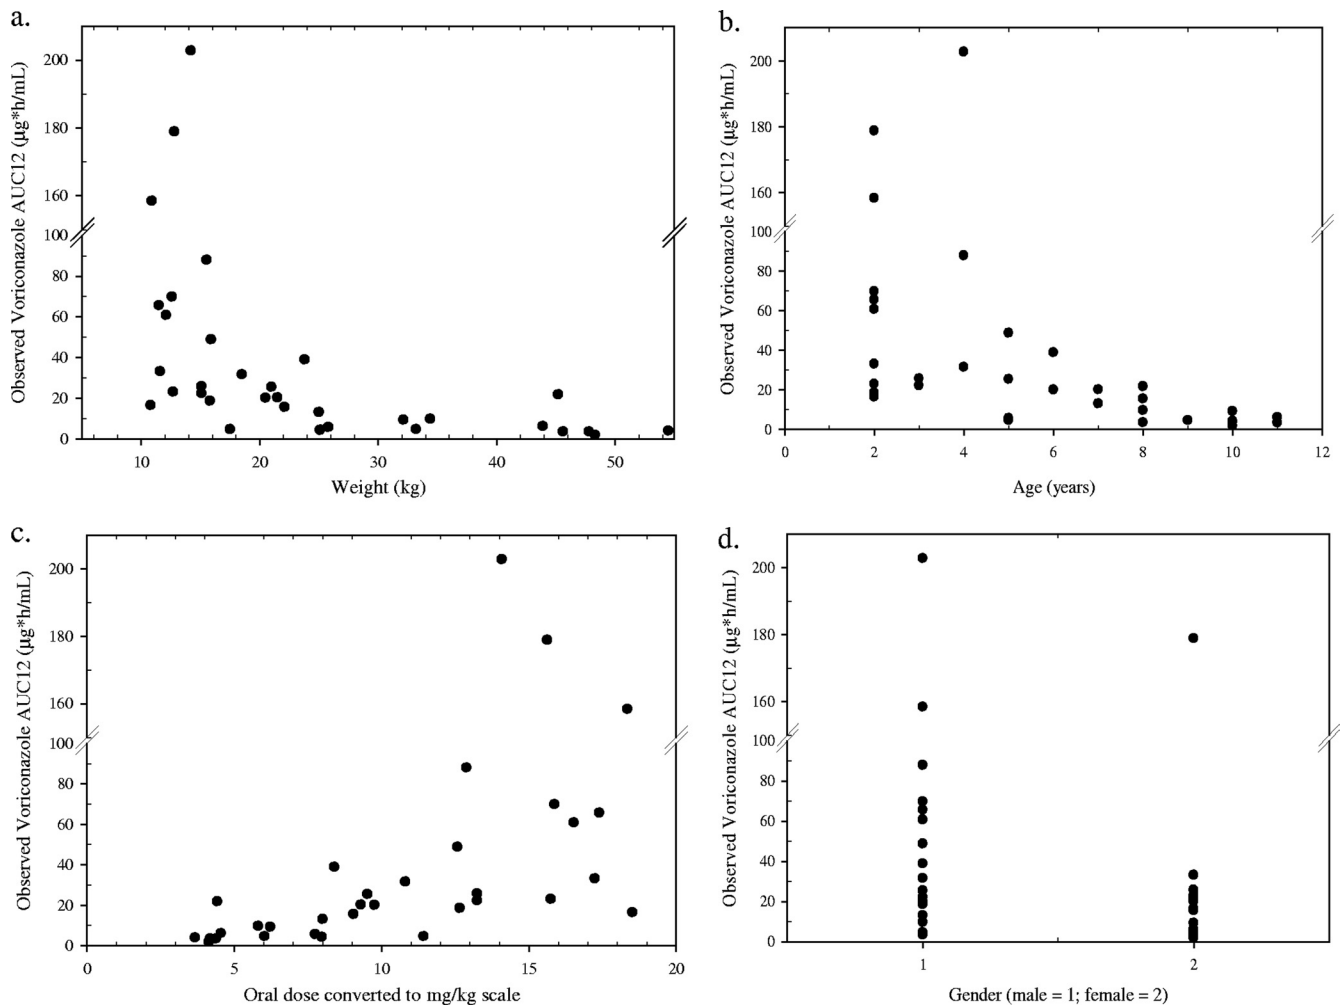 a.
Observed Voriconazole AUC12 (µg*h/mL)
200
180
160
100
80
60
40
20
0
10 20 30 40 50
Weight (kg)
b.
Observed Voriconazole AUC12 (µg*h/mL)
200
180
160
100
80
60
40
20
0
0 2 4 6 8 10 12
Age (years)
c.
Observed Voriconazole AUC12 (µg*h/mL)
200
180
160
100
80
60
40
20
0
0 5 10 15 20
Oral dose converted to mg/kg scale
d.
Observed Voriconazole AUC12 (µg*h/mL)
200
180
160
100
80
60
40
20
0
1 2
Gender (male = 1; female = 2)